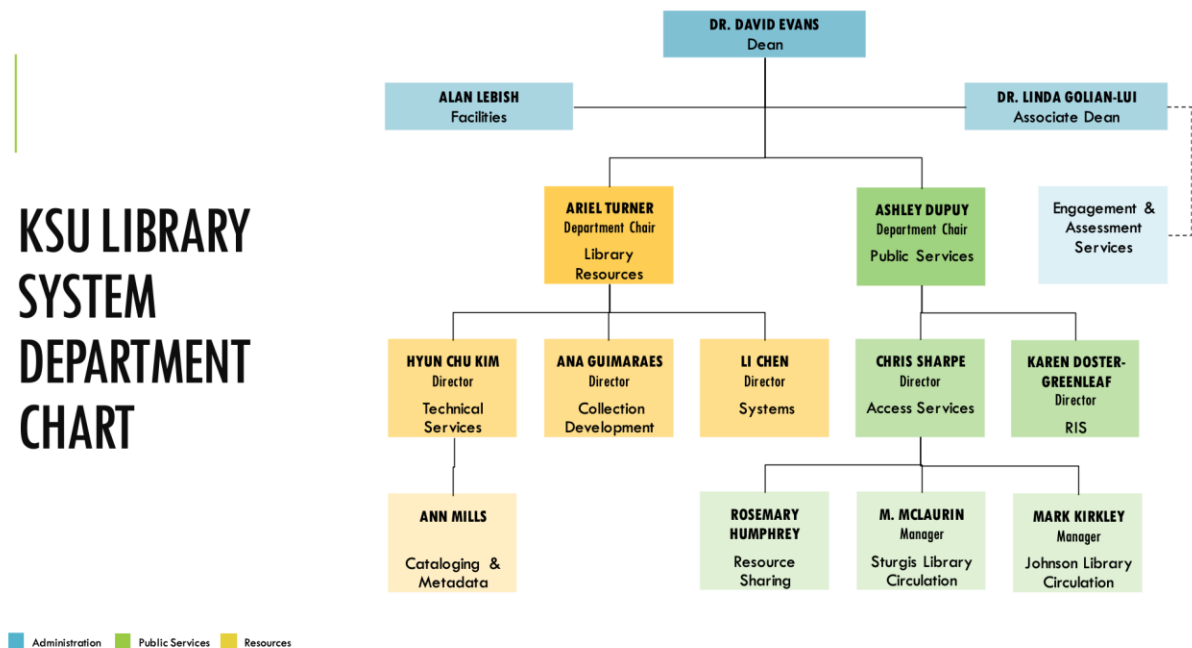 DR. DAVID EVANS
Dean
ALAN LEBISH
Facilities
DR. LINDA GOLIAN-LUI
Associate Dean
KSU LIBRARY
SYSTEM
DEPARTMENT
CHART
ARIEL TURNER
Department Chair
Library
Resources
ASHLEY DUPUY
Department Chair
Public Services
Engagement &
Assessment
Services
HYUN CHU KIM
Director
Technical
Services
ANA GUIMARAES
Director
Collection
Development
LI CHEN
Director
Systems
CHRIS SHARPE
Director
Access Services
KAREN DOSTER-
GREENLEAF
Director
RIS
ANN MILLS
Cataloging &
Metadata
ROSEMARY
HUMPHREY
Resource
Sharing
M. MCLAURIN
Manager
Sturgis Library
Circulation
MARK KIRKLEY
Manager
Johnson Library
Circulation
Administration
Public Services
Resources